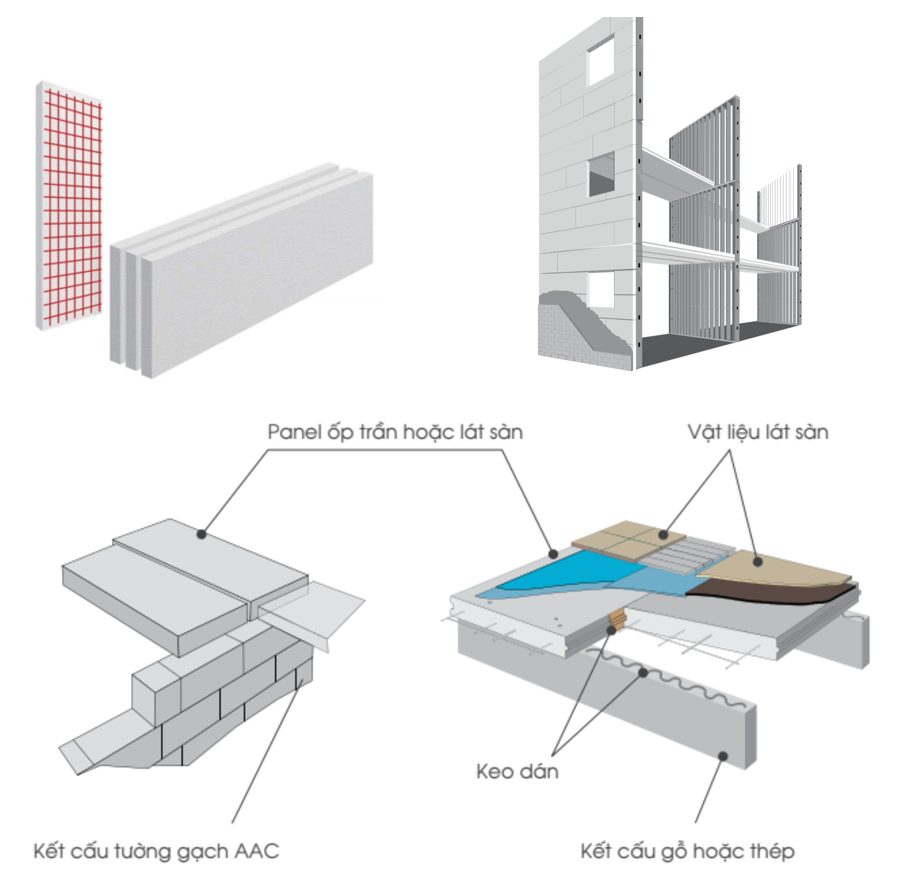 Panel ốp trần hoặc lát sàn
Vật liệu lát sàn
Keo dán
Kết cấu tường gạch AAC
Kết cấu gỗ hoặc thép